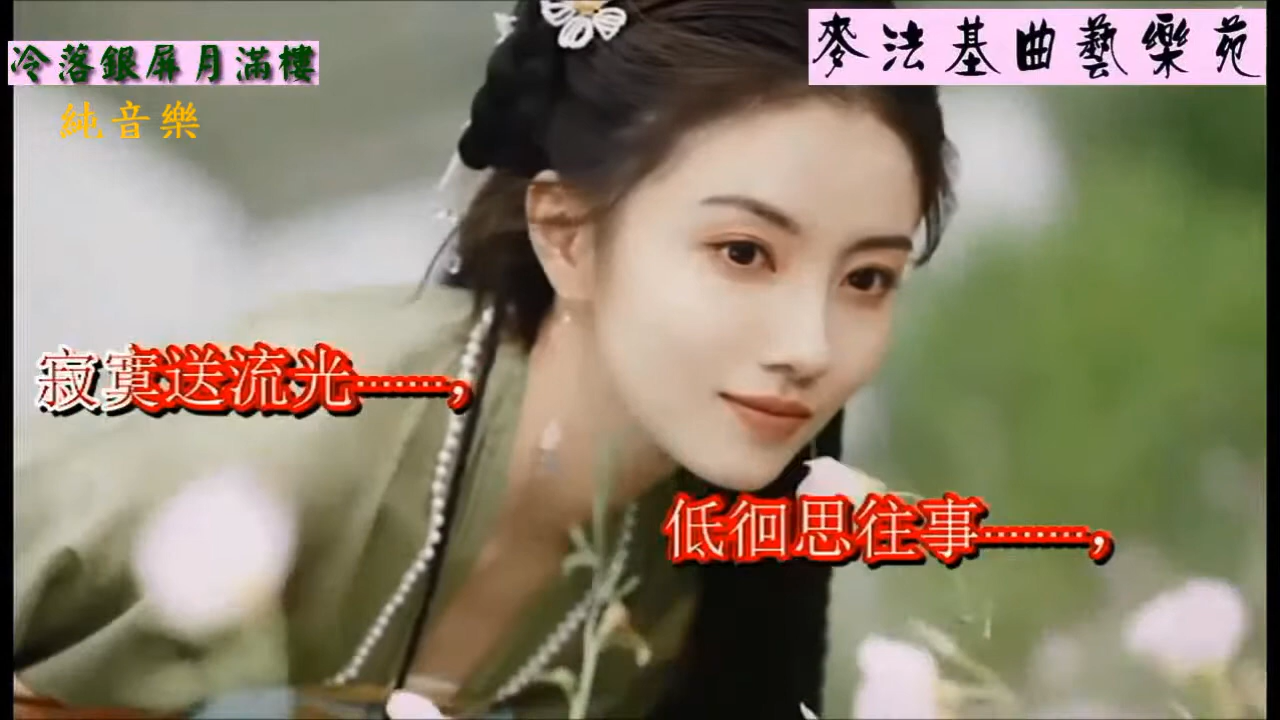 冷落銀屏月滿樓
麥法基曲藝樂苑
純音樂
寂寞送流光┅┅,
低徊思往事┅┅,